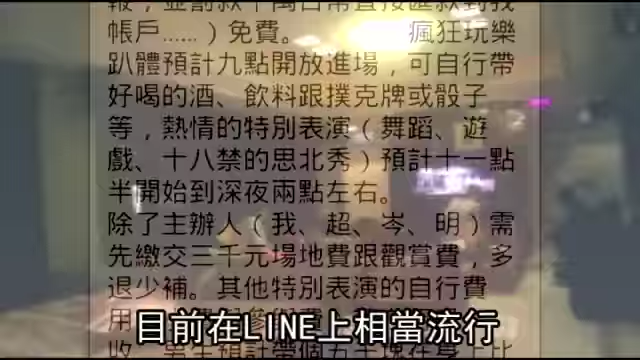 報，並罰款十萬日常直接匯款到我
帳戶……）免費。 瘋狂玩樂
趴體預計九點開放進場，可自行帶
好喝的酒、飲料跟撲克牌或骰子
等，熱情的特別表演（舞蹈、遊
戲、十八禁的思北秀）預計十一點
半開始到深夜兩點左右。
除了主辦人（我、超、岑、明）需
先繳交三千元場地費跟觀賞費，多
退少補。其他特別表演的自行費
用
目前在LINE上相當流行
收